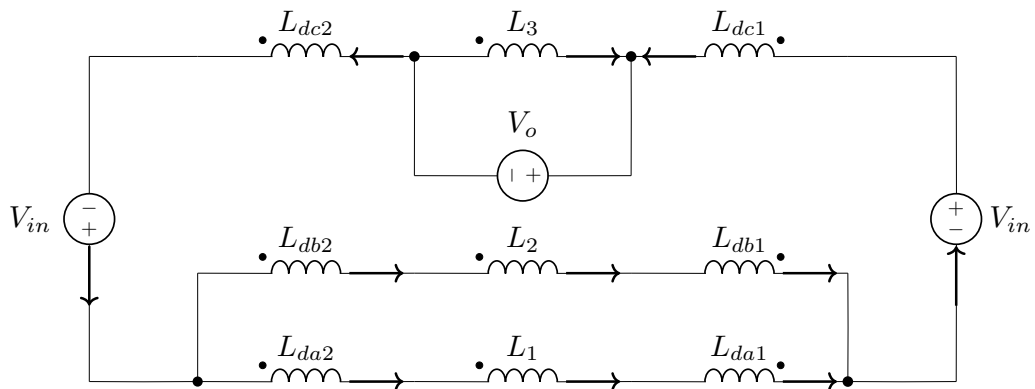 L_{dc2} L_3 L_{dc1}
V_o
− +
V_{in} − + + − V_{in}
L_{db2} L_2 L_{db1}
L_{da2} L_1 L_{da1}